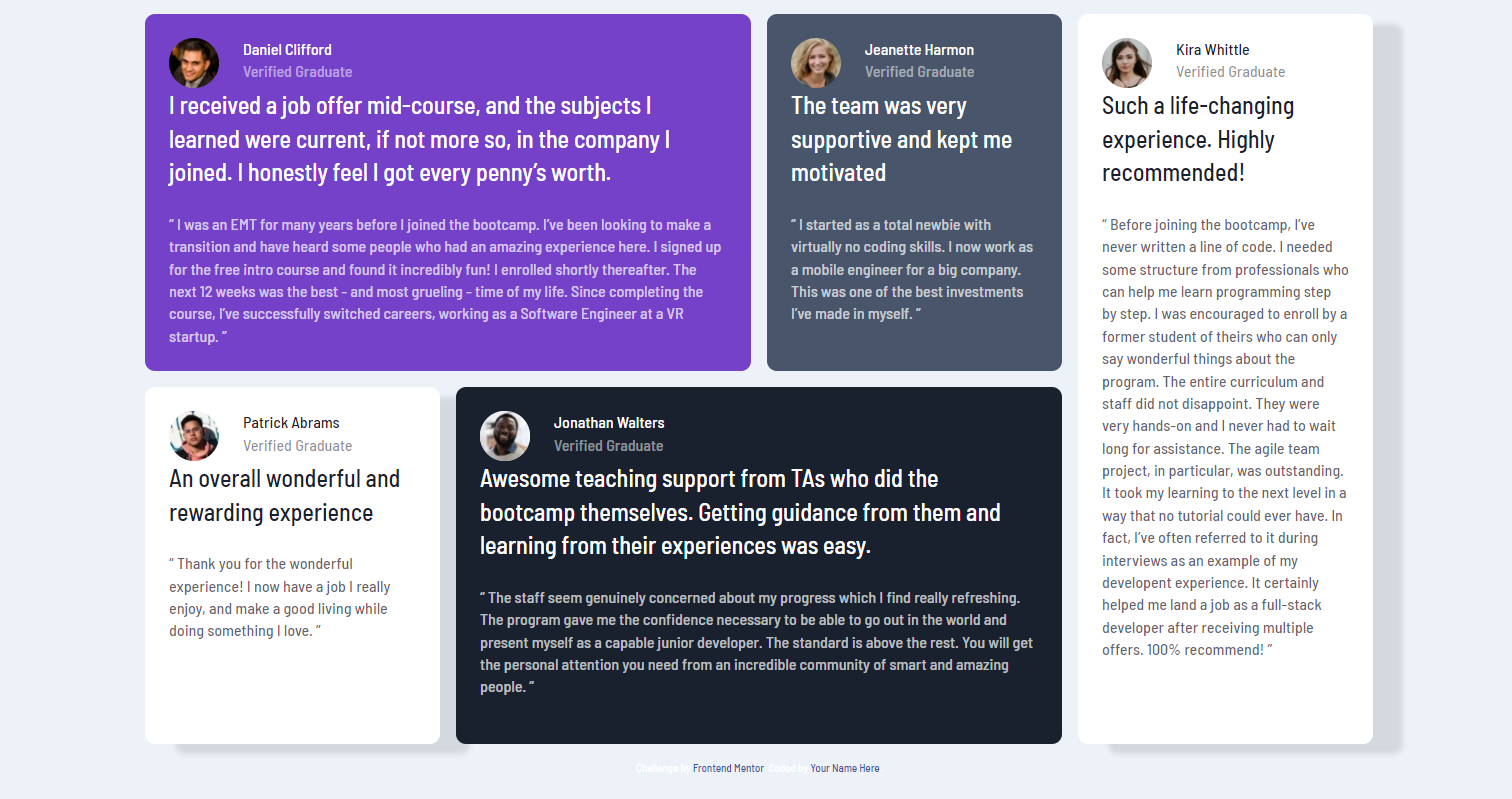 Daniel Clifford
Verified Graduate
I received a job offer mid-course, and the subjects I
learned were current, if not more so, in the company I
joined. I honestly feel I got every penny’s worth.
“ I was an EMT for many years before I joined the bootcamp. I’ve been looking to make a
transition and have heard some people who had an amazing experience here. I signed up
for the free intro course and found it incredibly fun! I enrolled shortly thereafter. The
next 12 weeks was the best - and most grueling - time of my life. Since completing the
course, I’ve successfully switched careers, working as a Software Engineer at a VR
startup. ”
Jeanette Harmon
Verified Graduate
The team was very
supportive and kept me
motivated
“ I started as a total newbie with
virtually no coding skills. I now work as
a mobile engineer for a big company.
This was one of the best investments
I’ve made in myself. ”
Kira Whittle
Verified Graduate
Such a life-changing
experience. Highly
recommended!
“ Before joining the bootcamp, I’ve
never written a line of code. I needed
some structure from professionals who
can help me learn programming step
by step. I was encouraged to enroll by a
former student of theirs who can only
say wonderful things about the
program. The entire curriculum and
staff did not disappoint. They were
very hands-on and I never had to wait
long for assistance. The agile team
project, in particular, was outstanding.
It took my learning to the next level in a
way that no tutorial could ever have. In
fact, I’ve often referred to it during
interviews as an example of my
developent experience. It certainly
helped me land a job as a full-stack
developer after receiving multiple
offers. 100% recommend! ”
Patrick Abrams
Verified Graduate
An overall wonderful and
rewarding experience
“ Thank you for the wonderful
experience! I now have a job I really
enjoy, and make a good living while
doing something I love. ”
Jonathan Walters
Verified Graduate
Awesome teaching support from TAs who did the
bootcamp themselves. Getting guidance from them and
learning from their experiences was easy.
“ The staff seem genuinely concerned about my progress which I find really refreshing.
The program gave me the confidence necessary to be able to go out in the world and
present myself as a capable junior developer. The standard is above the rest. You will get
the personal attention you need from an incredible community of smart and amazing
people. ”
Challenge by Frontend Mentor. Coded by Your Name Here